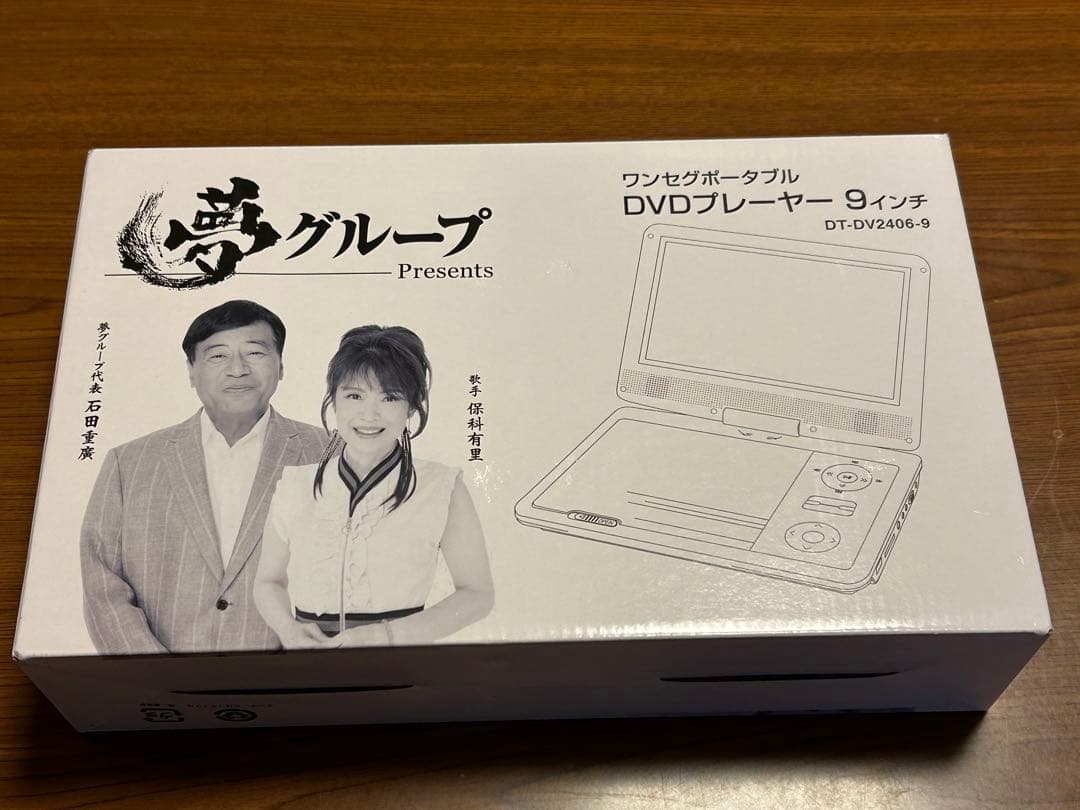 夢グループ
Presents
ワンセグポータブル
DVDプレーヤー 9インチ
DT-DV2406-9
夢グループ代表 石田重廣
歌手 保科有里